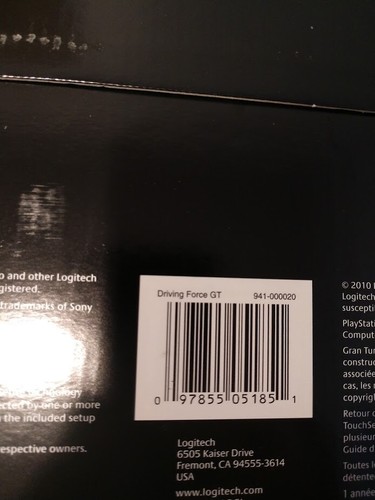 p and other Logitech
gistered.
trademarks of Sony
ected by one or more
the included setup
espective owners.
Driving Force GT 941-000020
0 97855 05185 1
Logitech
6505 Kaiser Drive
Fremont, CA 94555-3614
USA
www.logitech.com
© 2010
Logitech
suscepti
PlayStati
Comput
Gran Tur
construc
associée
cas, les
copyrigh
Retour d
TouchSe
plusieur
Guide d
Toutes l
détente
1 année